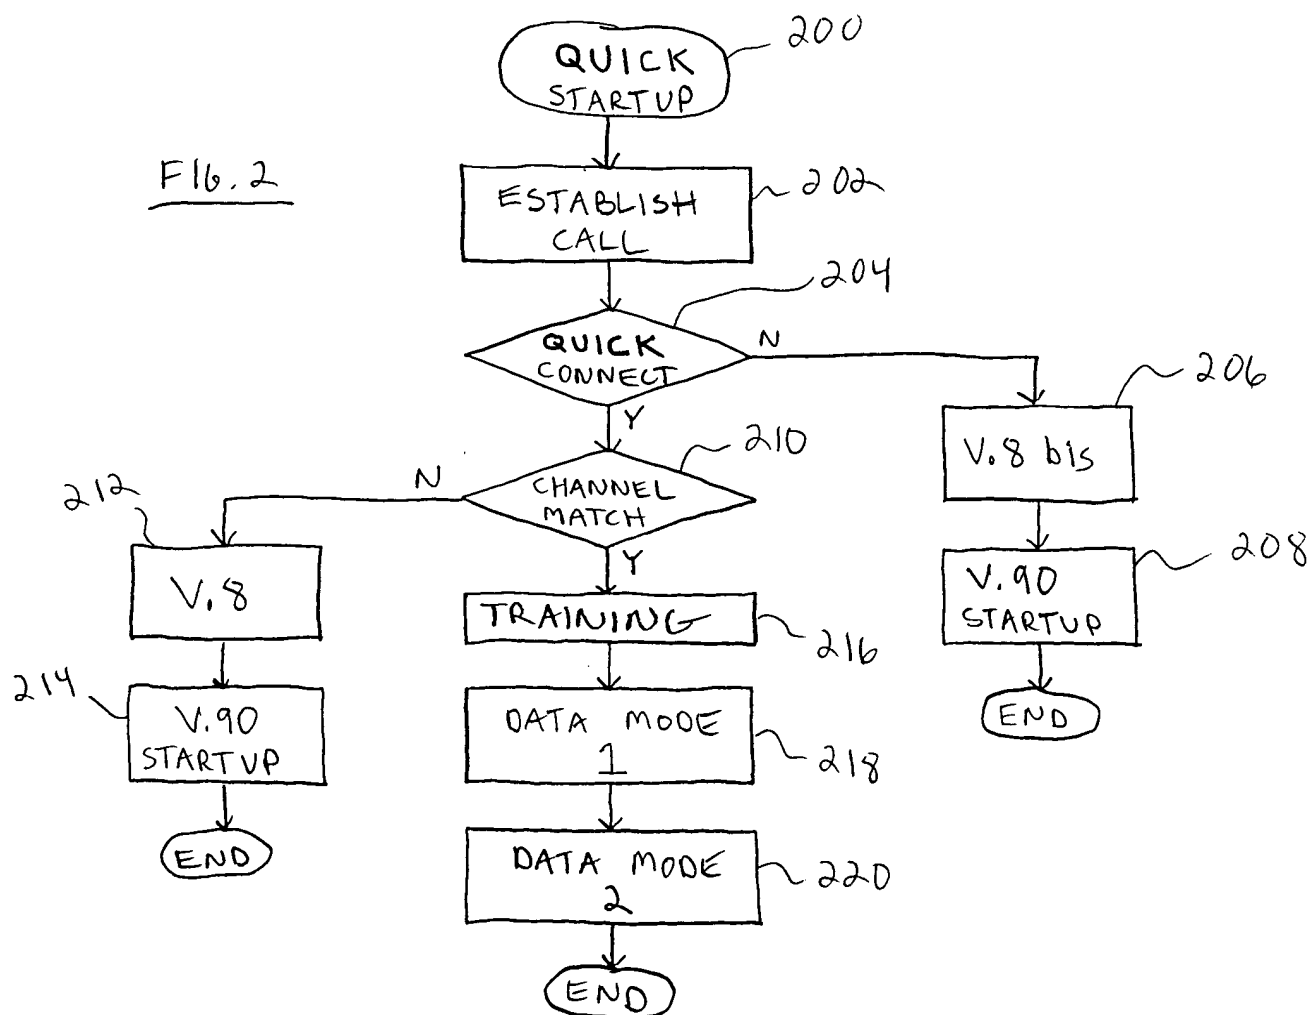 QUICK
STARTUP
200
FIG. 2
ESTABLISH
CALL
202
204
QUICK
CONNECT
N
Y
206
V.8 bis
210
CHANNEL
MATCH
N
Y
212
V.8
208
V.90
STARTUP
TRAINING
216
214
V.90
STARTUP
DATA MODE
1
218
END
END
DATA MODE
2
220
END